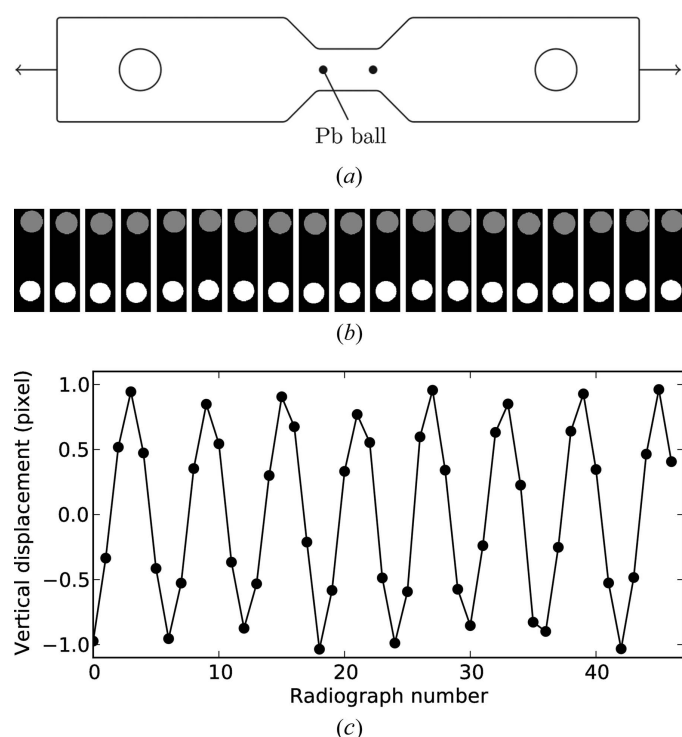 Pb ball
(a)
(b)
Vertical displacement (pixel)
1.0
0.5
0.0
−0.5
−1.0
0
10
20
30
40
Radiograph number
(c)